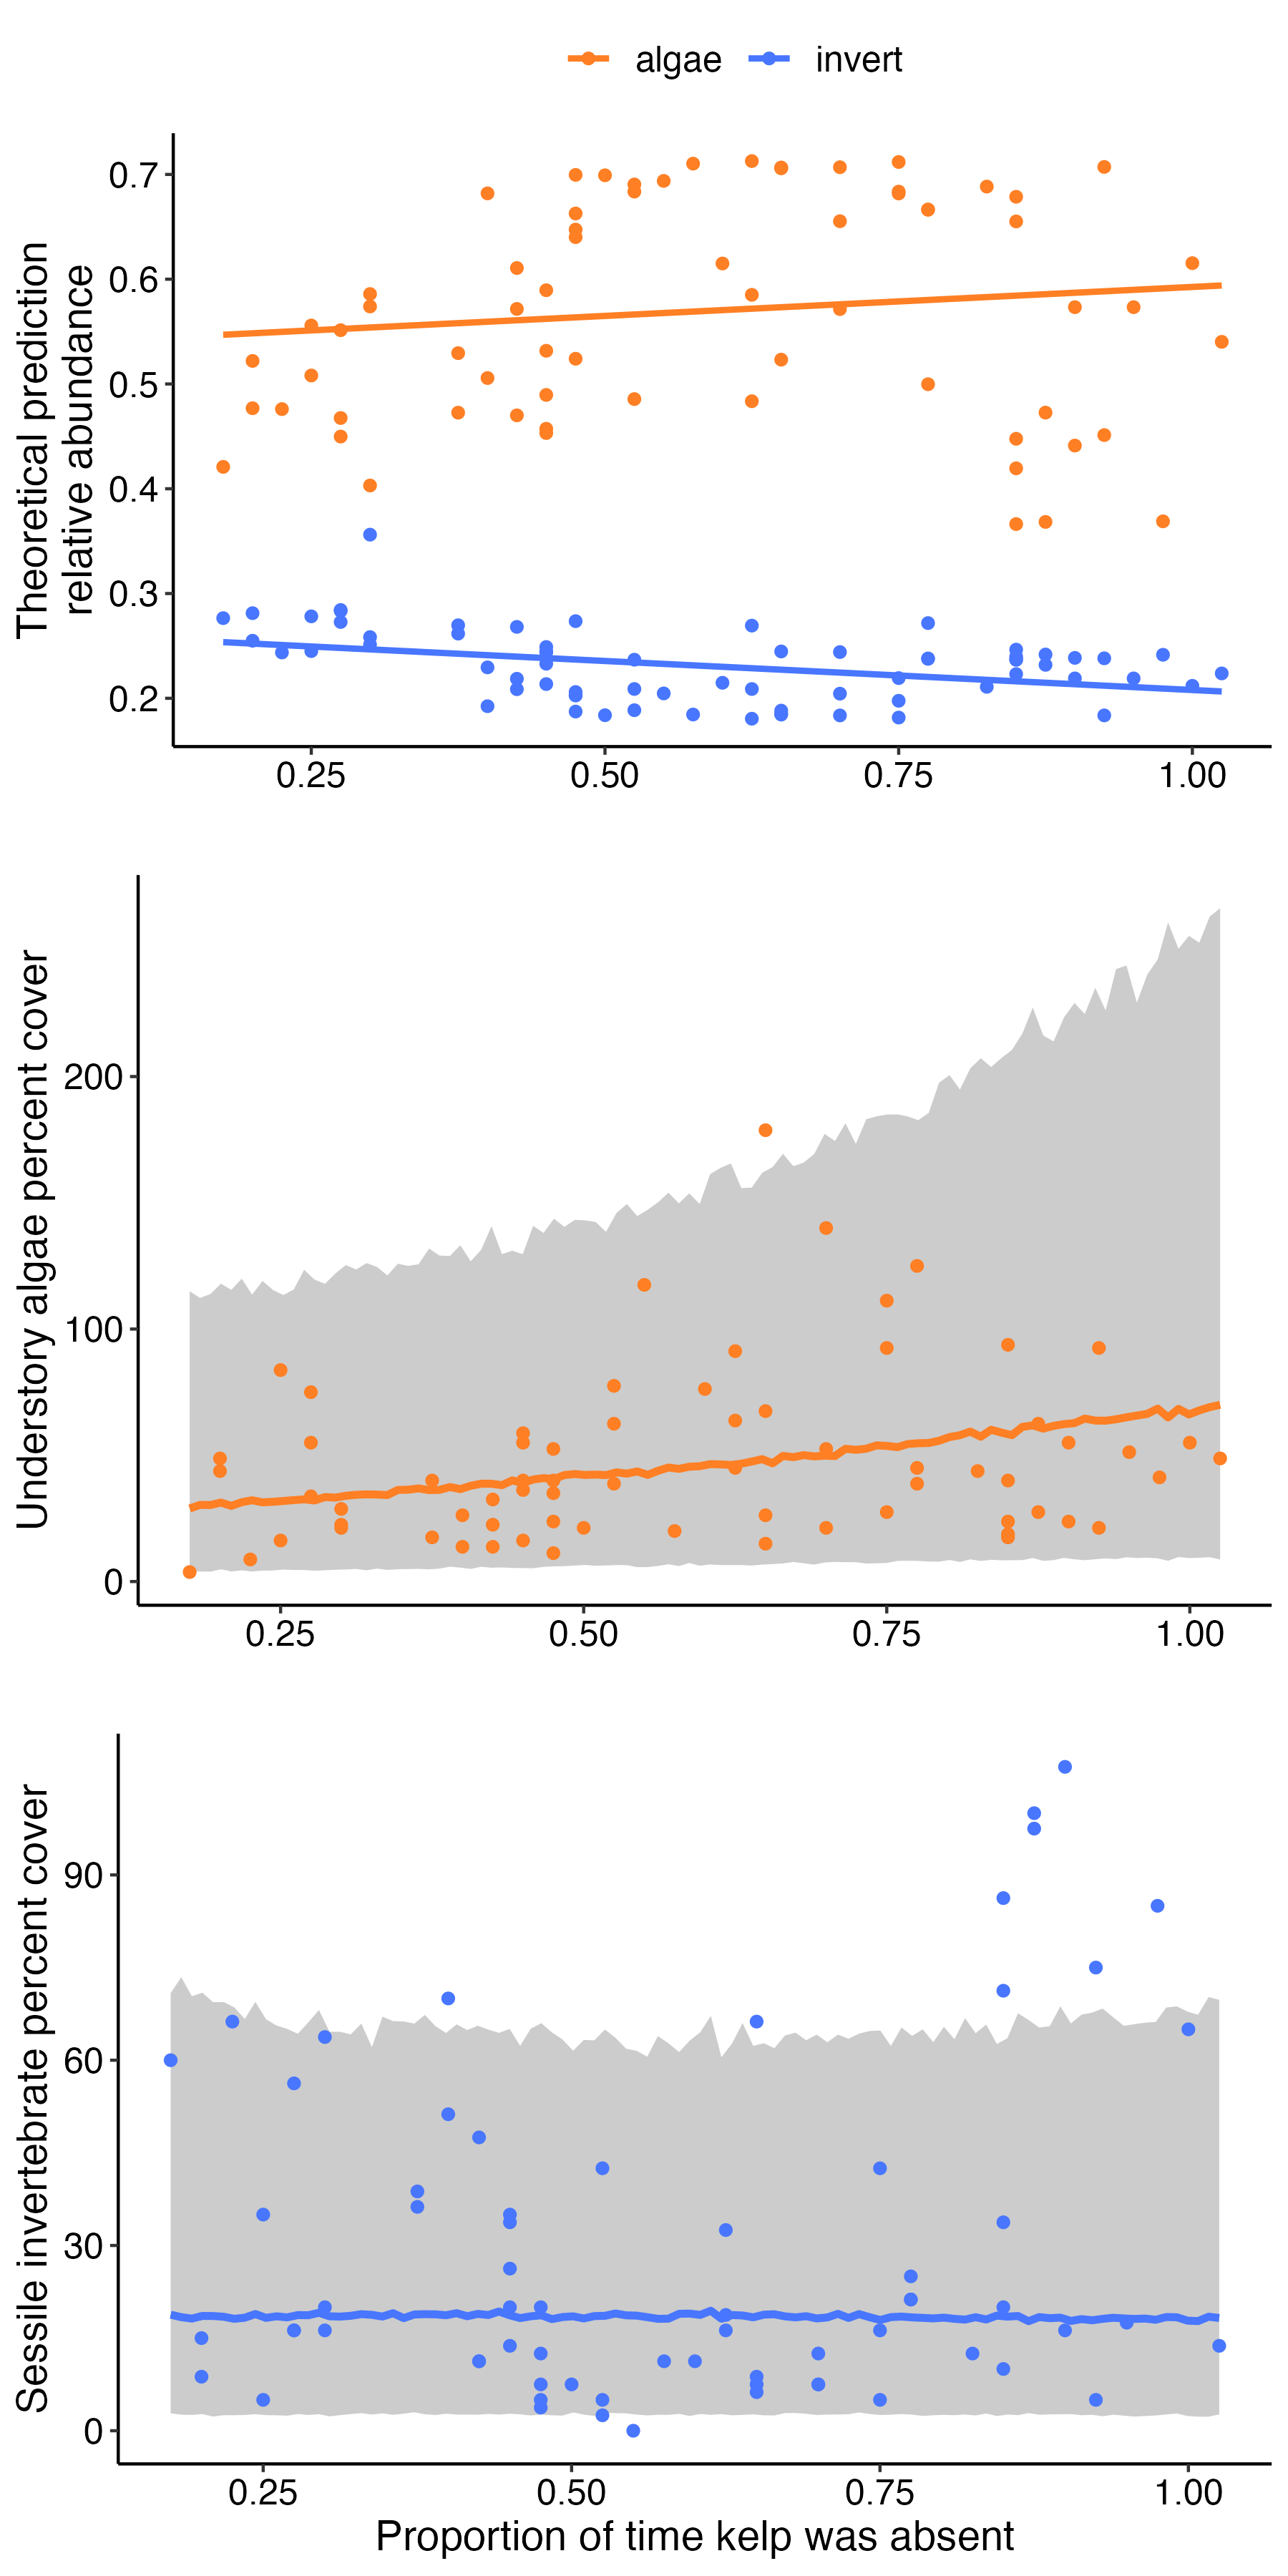 algae invert
Theoretical prediction
relative abundance
0.7
0.6
0.5
0.4
0.3
0.2
0.25 0.50 0.75 1.00
Understory algae percent cover
200
100
0
0.25 0.50 0.75 1.00
Sessile invertebrate percent cover
90
60
30
0
0.25 0.50 0.75 1.00
Proportion of time kelp was absent